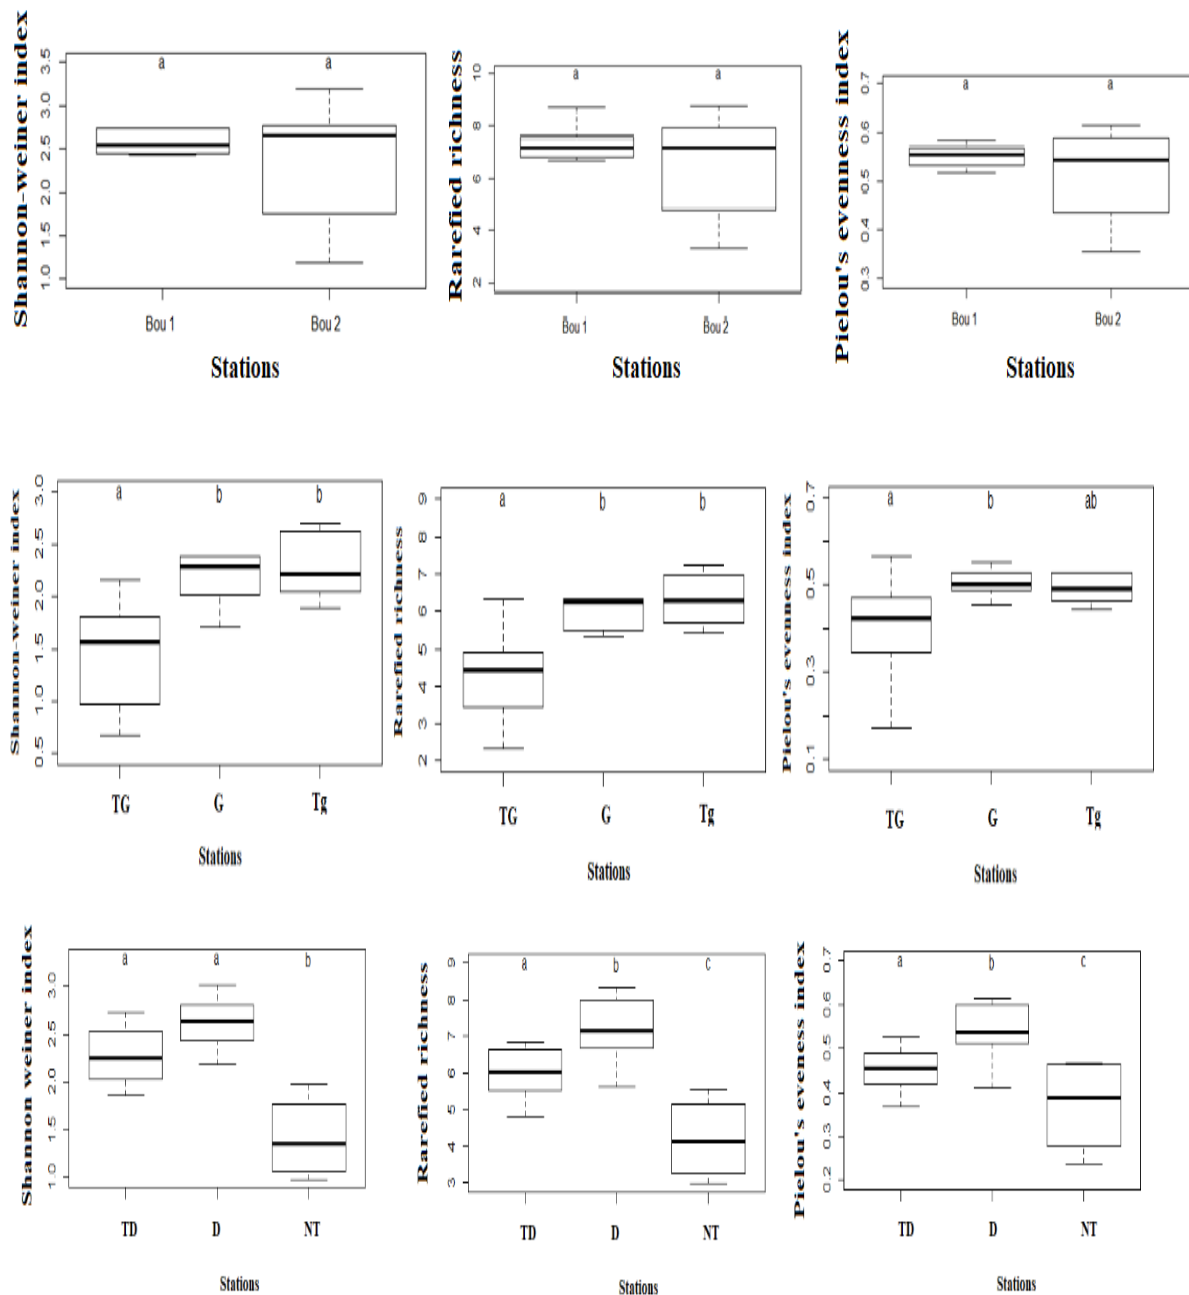 Shannon-weiner index
3.5
3.0
2.5
2.0
1.5
1.0
a a
Bou 1 Bou 2
Stations
Rarefied richness
10
8
6
4
2
a a
Bou 1 Bou 2
Stations
Pielou's evenness index
0.7
0.6
0.5
0.4
0.3
a a
Bou 1 Bou 2
Stations
Shannon-weiner index
3.0
2.5
2.0
1.5
1.0
0.5
a b b
TG G Tg
Stations
Rarefied richness
9
8
7
6
5
4
3
2
a b b
TG G Tg
Stations
Pielou's evenness index
0.7
0.5
0.3
0.1
a b ab
TG G Tg
Stations
Shannon weiner index
3.0
2.5
2.0
1.5
1.0
a a b
TD D NT
Stations
Rarefied richness
9
8
7
6
5
4
3
a b c
TD D NT
Stations
Pielou's eveness index
0.7
0.6
0.5
0.4
0.3
0.2
a b c
TD D NT
Stations